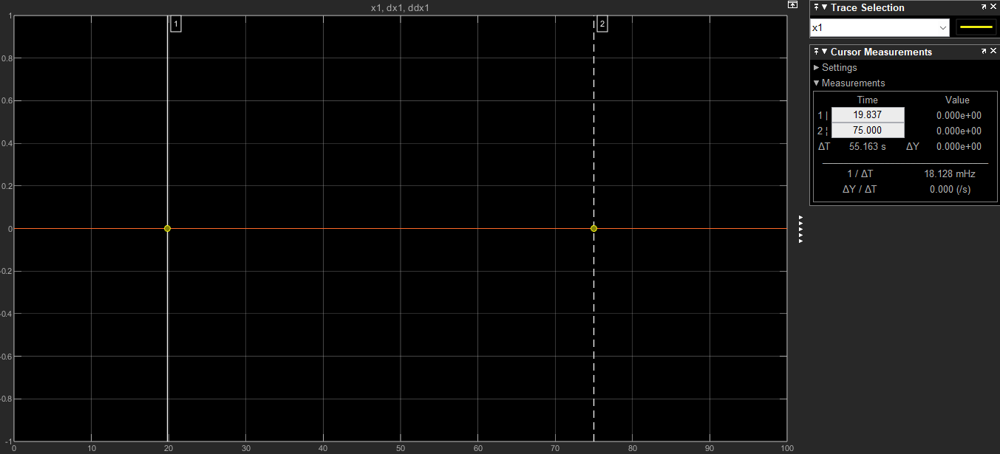 x1, dx1, ddx1
1
2
1
0.8
0.6
0.4
0.2
0
-0.2
-0.4
-0.6
-0.8
-1
0 10 20 30 40 50 60 70 80 90 100
Trace Selection
x1
Cursor Measurements
Settings
Measurements
Time Value
1 | 19.837 0.000e+00
2 ¦ 75.000 0.000e+00
ΔT 55.163 s ΔY 0.000e+00
1 / ΔT 18.128 mHz
ΔY / ΔT 0.000 (/s)